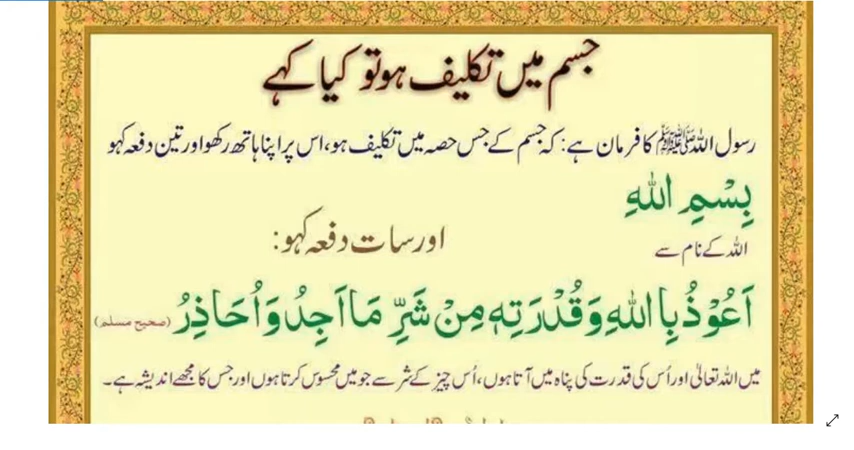 جسم میں تکلیف ہو تو کیا کہے
رسول اللہ ﷺ کا فرمان ہے: کہ جسم کے جس حصہ میں تکلیف ہو، اس پر اپنا ہاتھ رکھو اور تین دفعہ کہو
بِسْمِ اللهِ
اللہ کے نام سے
اور سات دفعہ کہو:
اَعُوْذُ بِا اللهِ وَقُدْرَتِهٖ مِنْ شَرِّ مَا اَجِدُ وَاُحَاذِرُ (صحیح مسلم)
میں اللہ تعالیٰ اور اُس کی قدرت کی پناہ میں آتا ہوں، اُس چیز کے شر سے جو میں محسوس کرتا ہوں اور جس کا مجھے اندیشہ ہے۔